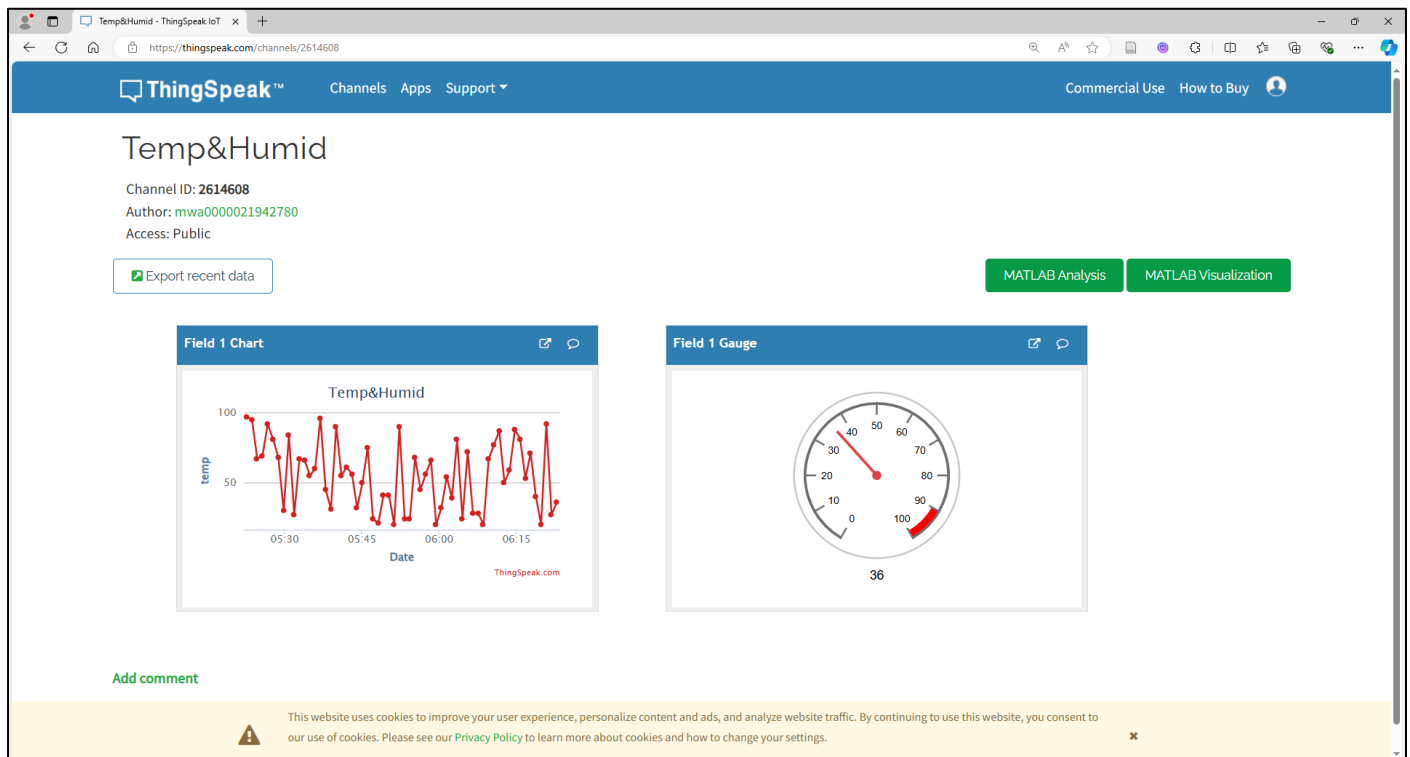 Temp&Humid - ThingSpeak IoT
https://thingspeak.com/channels/2614608
ThingSpeak™ Channels Apps Support Commercial Use How to Buy
Temp&Humid
Channel ID: 2614608
Author: mwa0000021942780
Access: Public
Export recent data
MATLAB Analysis
MATLAB Visualization
Field 1 Chart
Temp&Humid
100
50
temp
05:30 05:45 06:00 06:15
Date
ThingSpeak.com
Field 1 Gauge
0
10
20
30
40
50
60
70
80
90
100
36
Add comment
This website uses cookies to improve your user experience, personalize content and ads, and analyze website traffic. By continuing to use this website, you consent to
our use of cookies. Please see our Privacy Policy to learn more about cookies and how to change your settings.